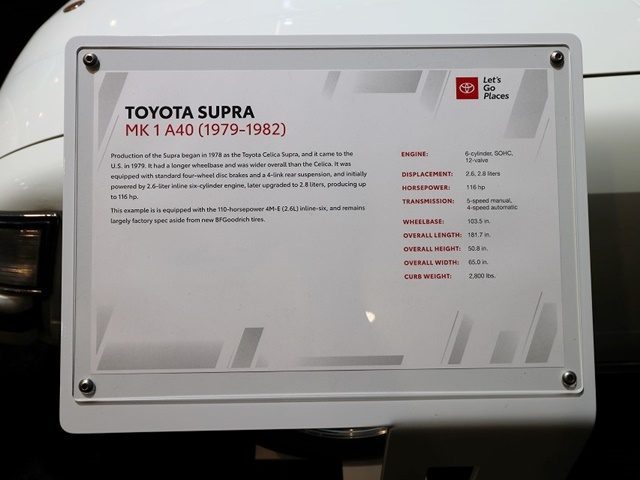 Let's
Go
Places
TOYOTA SUPRA
MK 1 A40 (1979-1982)
Production of the Supra began in 1978 as the Toyota Celica Supra, and it came to the
U.S. in 1979. It had a longer wheelbase and was wider overall than the Celica. It was
equipped with standard four-wheel disc brakes and a 4-link rear suspension, and initially
powered by 2.6-liter inline six-cylinder engine, later upgraded to 2.8 liters, producing up
to 116 hp.
This example is is equipped with the 110-horsepower 4M-E (2.6L) inline-six, and remains
largely factory spec aside from new BFGoodrich tires.
ENGINE: 6-cylinder, SOHC,
12-valve
DISPLACEMENT: 2.6, 2.8 liters
HORSEPOWER: 116 hp
TRANSMISSION: 5-speed manual,
4-speed automatic
WHEELBASE: 103.5 in.
OVERALL LENGTH: 181.7 in.
OVERALL HEIGHT: 50.8 in.
OVERALL WIDTH: 65.0 in.
CURB WEIGHT: 2,800 lbs.